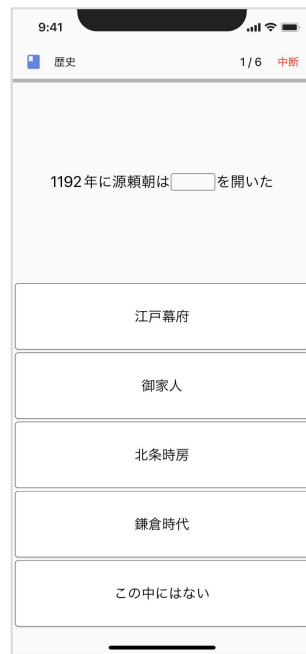 9:41
歴史 1 / 6 中断
1192年に源頼朝は を開いた
江戸幕府
御家人
北条時房
鎌倉時代
この中にはない